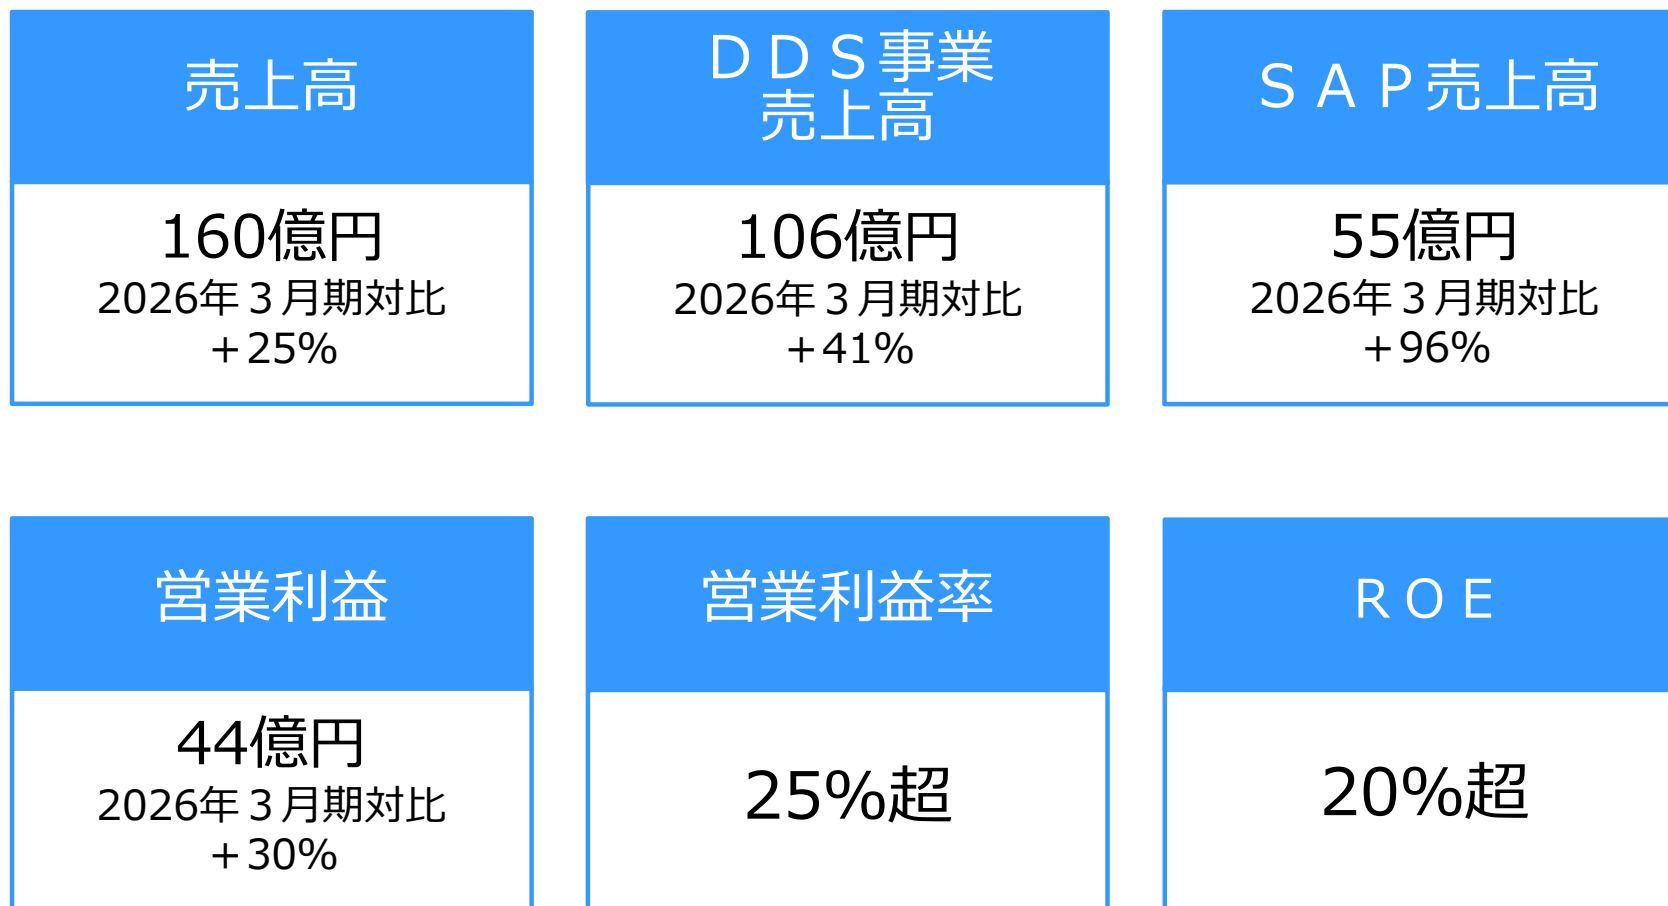 売上高
160億円
2026年３月期対比
＋25%
ＤＤＳ事業
売上高
106億円
2026年３月期対比
＋41%
ＳＡＰ売上高
55億円
2026年３月期対比
＋96%
営業利益
44億円
2026年３月期対比
＋30%
営業利益率
25%超
ＲＯＥ
20%超